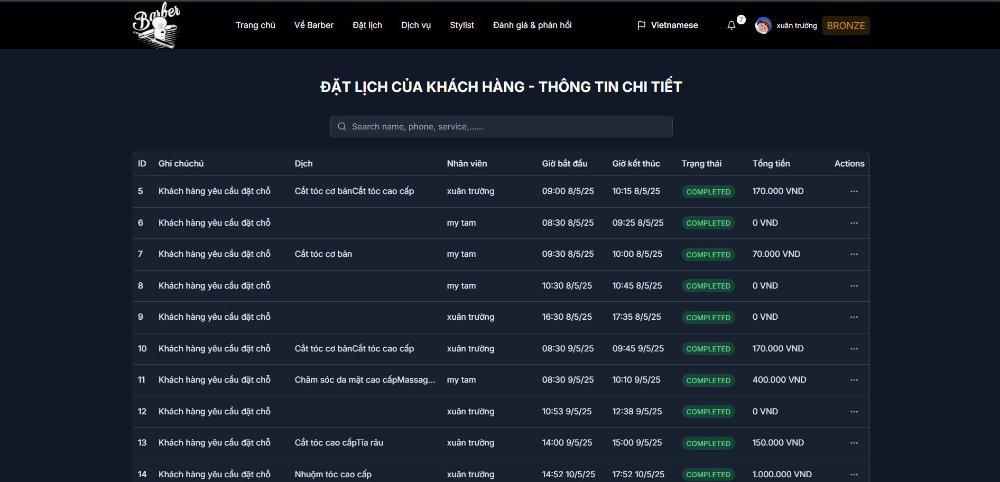 Barber
Trang chủ Về Barber Đặt lịch Dịch vụ Stylist Đánh giá & phản hồi Vietnamese 7 xuân trường BRONZE
ĐẶT LỊCH CỦA KHÁCH HÀNG - THÔNG TIN CHI TIẾT
Search name, phone, service,......
ID Ghi chúchú Dịch Nhân viên Giờ bắt đầu Giờ kết thúc Trạng thái Tổng tiền Actions
5 Khách hàng yêu cầu đặt chỗ Cắt tóc cơ bảnCắt tóc cao cấp xuân trường 09:00 8/5/25 10:15 8/5/25 COMPLETED 170.000 VND ...
6 Khách hàng yêu cầu đặt chỗ my tam 08:30 8/5/25 09:25 8/5/25 COMPLETED 0 VND ...
7 Khách hàng yêu cầu đặt chỗ Cắt tóc cơ bản my tam 09:30 8/5/25 10:00 8/5/25 COMPLETED 70.000 VND ...
8 Khách hàng yêu cầu đặt chỗ my tam 10:30 8/5/25 10:45 8/5/25 COMPLETED 0 VND ...
9 Khách hàng yêu cầu đặt chỗ xuân trường 16:30 8/5/25 17:35 8/5/25 COMPLETED 0 VND ...
10 Khách hàng yêu cầu đặt chỗ Cắt tóc cơ bảnCắt tóc cao cấp xuân trường 08:30 9/5/25 09:45 9/5/25 COMPLETED 170.000 VND ...
11 Khách hàng yêu cầu đặt chỗ Chăm sóc da mặt cao cấpMassag... my tam 08:30 9/5/25 10:10 9/5/25 COMPLETED 400.000 VND ...
12 Khách hàng yêu cầu đặt chỗ xuân trường 10:53 9/5/25 12:38 9/5/25 COMPLETED 0 VND ...
13 Khách hàng yêu cầu đặt chỗ Cắt tóc cao cấpTỉa râu xuân trường 14:00 9/5/25 15:00 9/5/25 COMPLETED 150.000 VND ...
14 Khách hàng yêu cầu đặt chỗ Nhuộm tóc cao cấp xuân trường 14:52 10/5/25 17:52 10/5/25 COMPLETED 1.000.000 VND ...